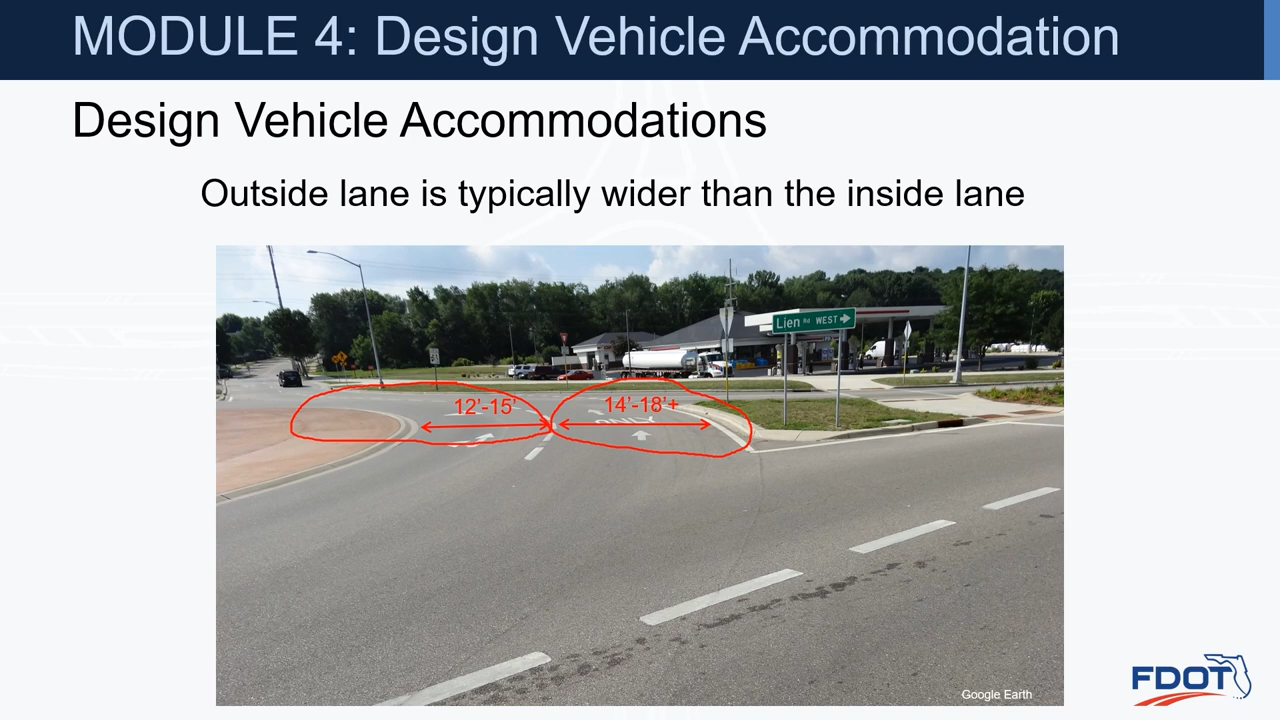 MODULE 4: Design Vehicle Accommodation
Design Vehicle Accommodations
Outside lane is typically wider than the inside lane
Lien Rd WEST
12'-15'
14'-18'+
ONLY
Google Earth
FDOT